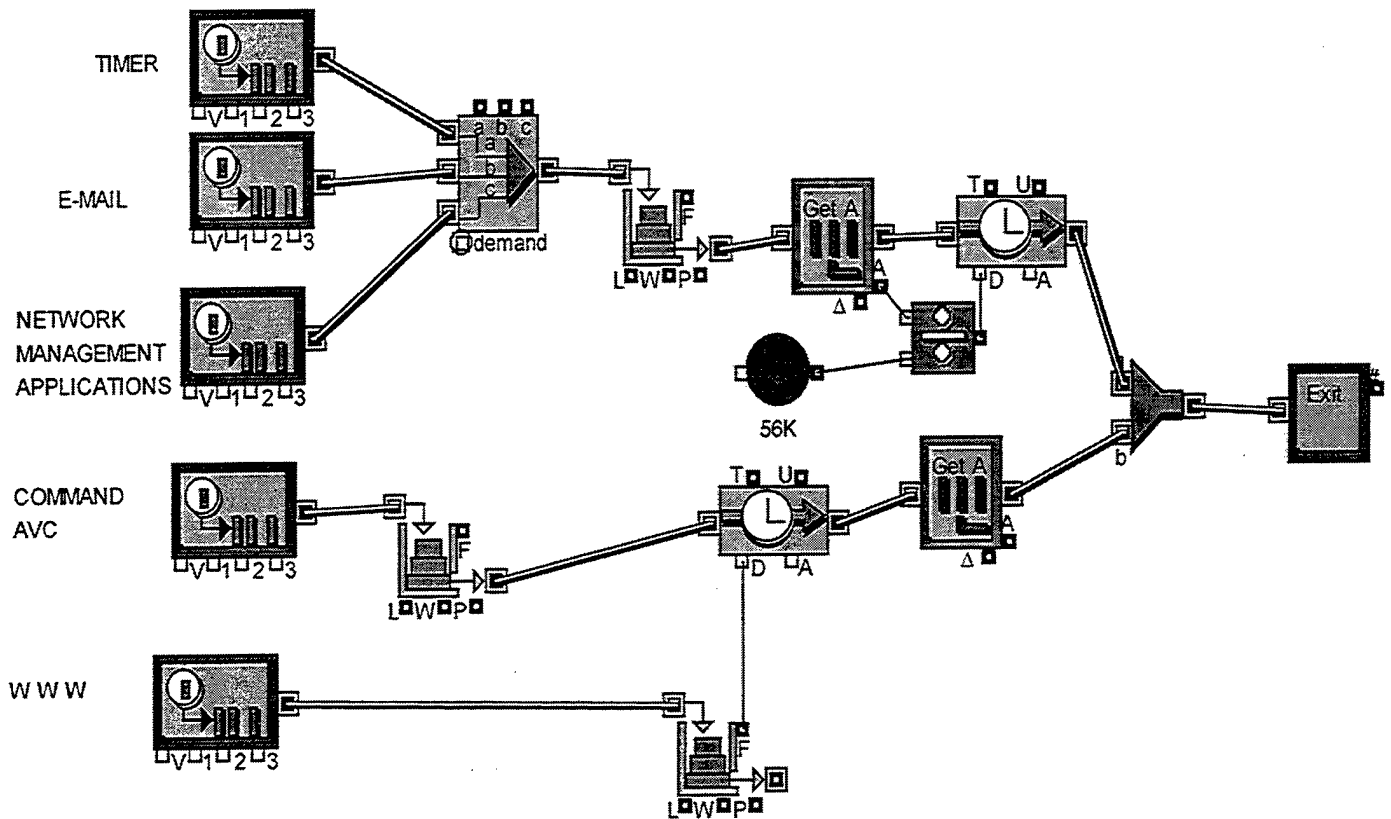 TIMER
V 1 2 3
E-MAIL
V 1 2 3
NETWORK
MANAGEMENT
APPLICATIONS
V 1 2 3
a b c
a
b
c
demand
F
L W P
Get A
A
Δ
T U
D A
56K
b
Exit
#
COMMAND
AVC
V 1 2 3
F
L W P
T U
D A
Get A
A
Δ
W W W
V 1 2 3
F
L W P